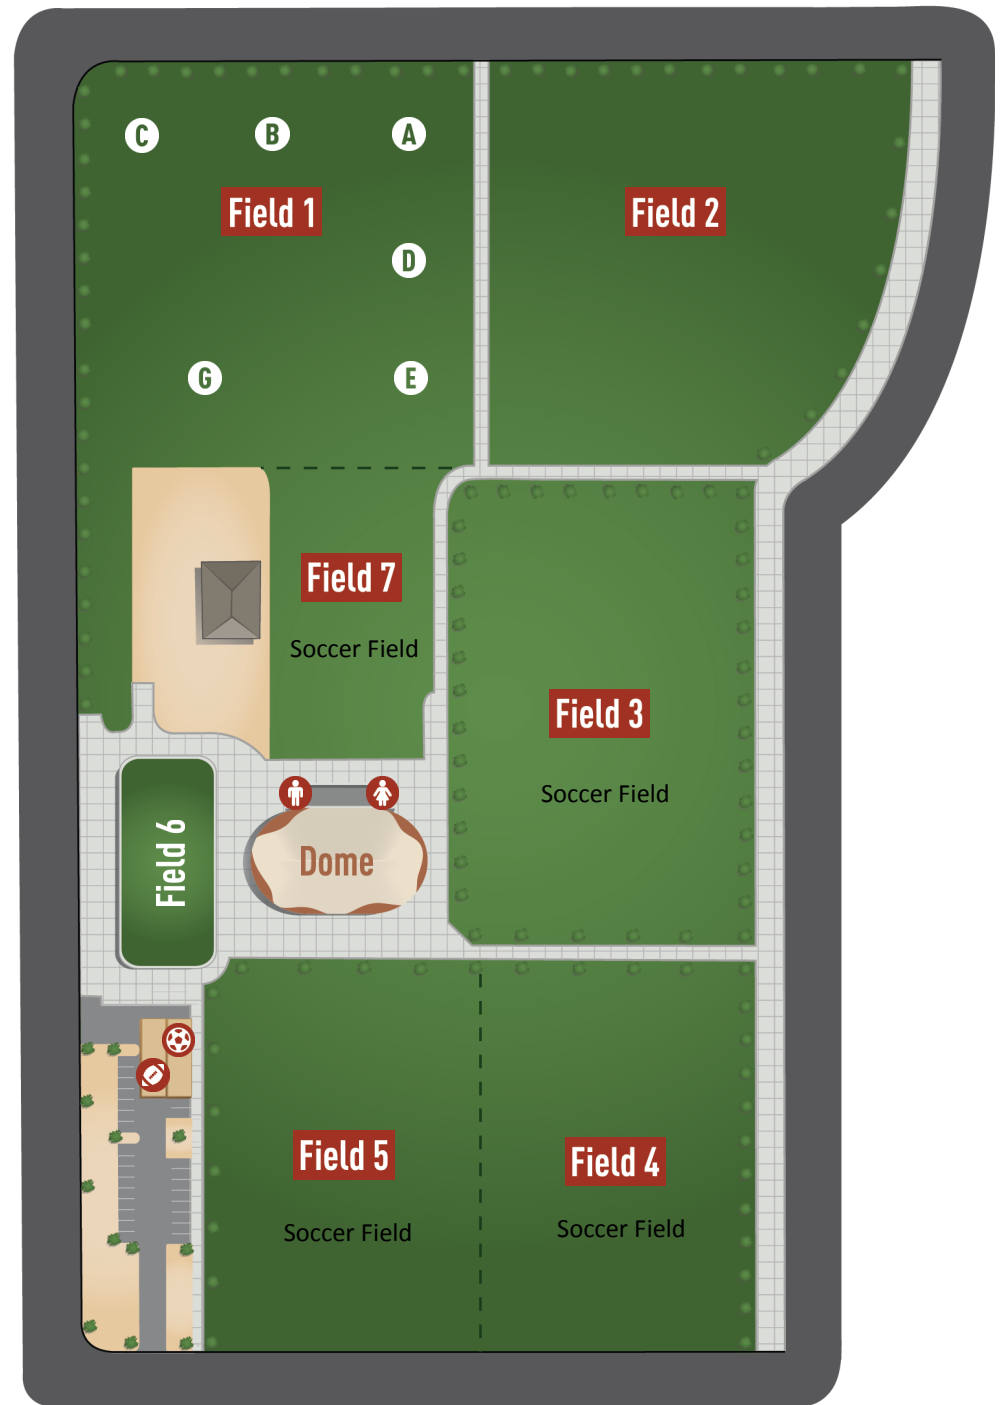 C
B
A
Field 1
Field 2
D
G
E
Field 7
Soccer Field
Field 3
Soccer Field
Field 6
Dome
Field 5
Field 4
Soccer Field
Soccer Field